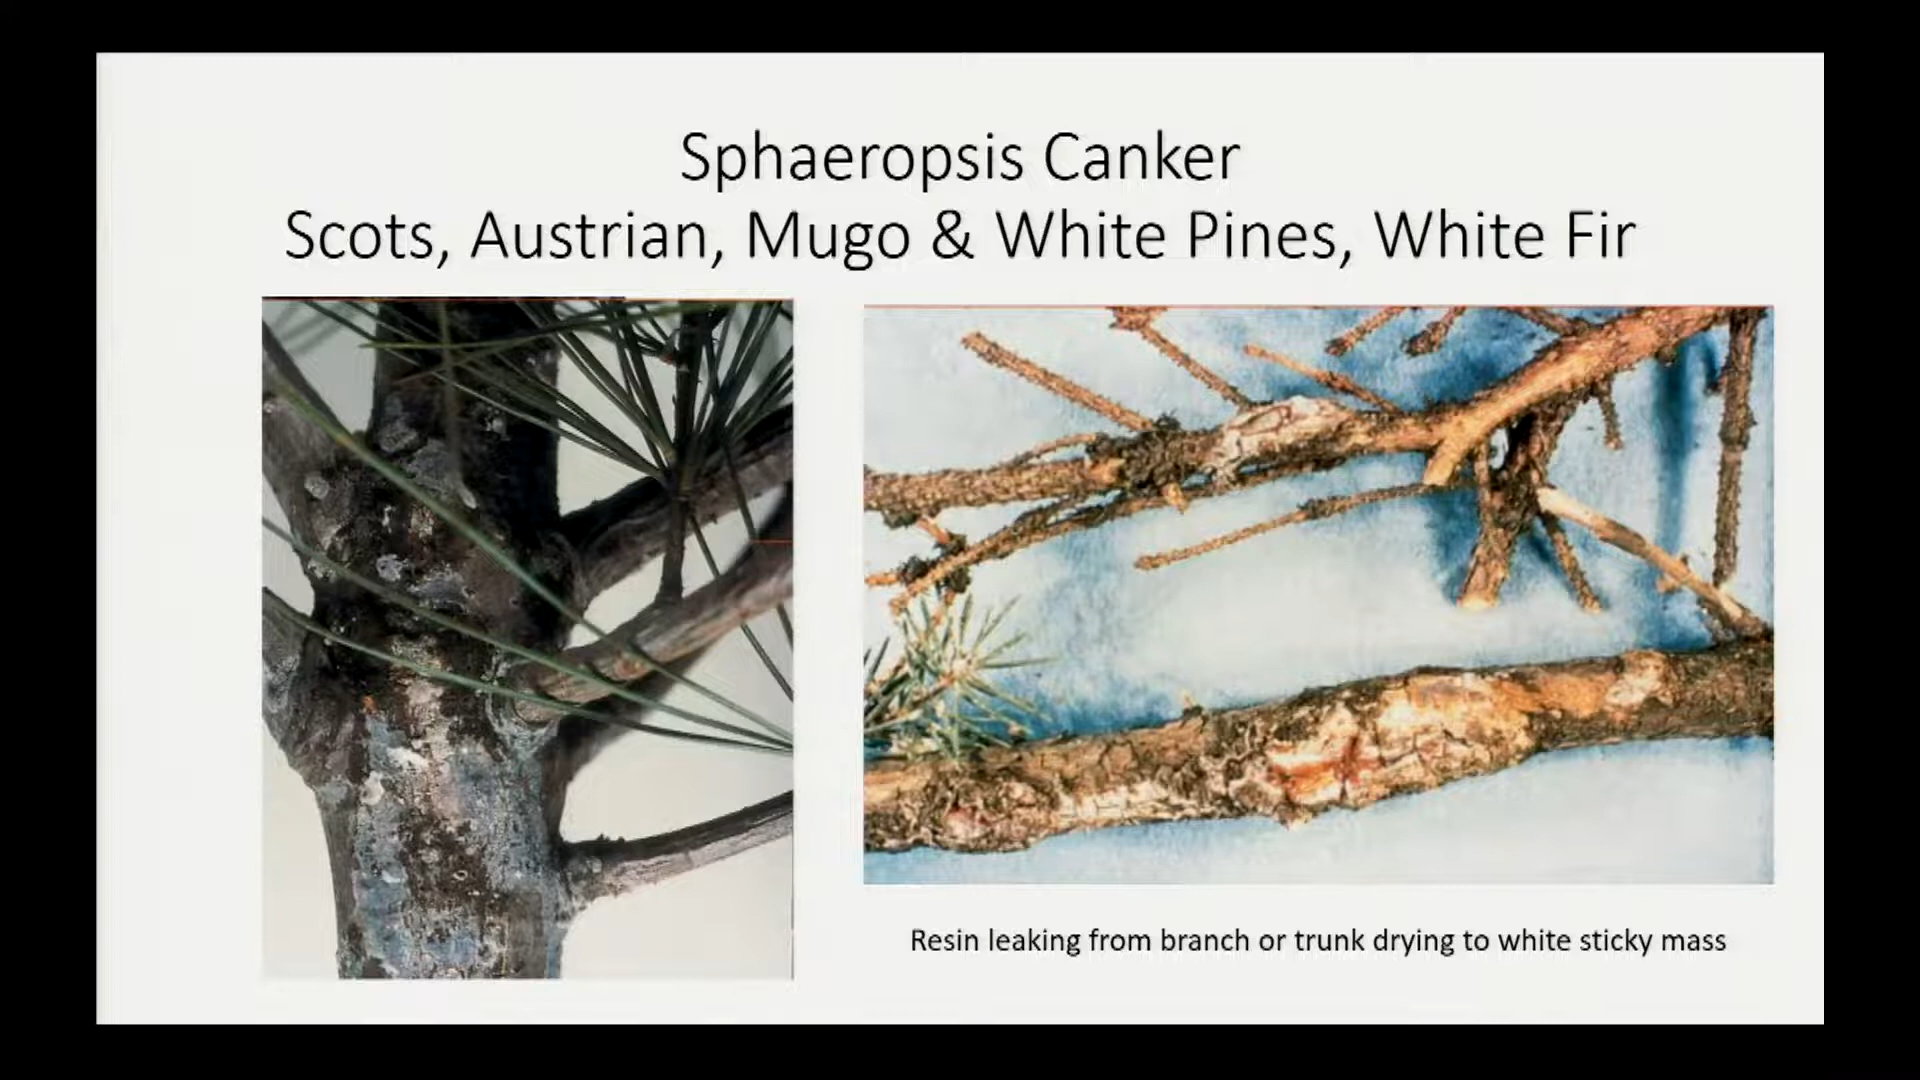 Sphaeropsis Canker
Scots, Austrian, Mugo & White Pines, White Fir
Resin leaking from branch or trunk drying to white sticky mass